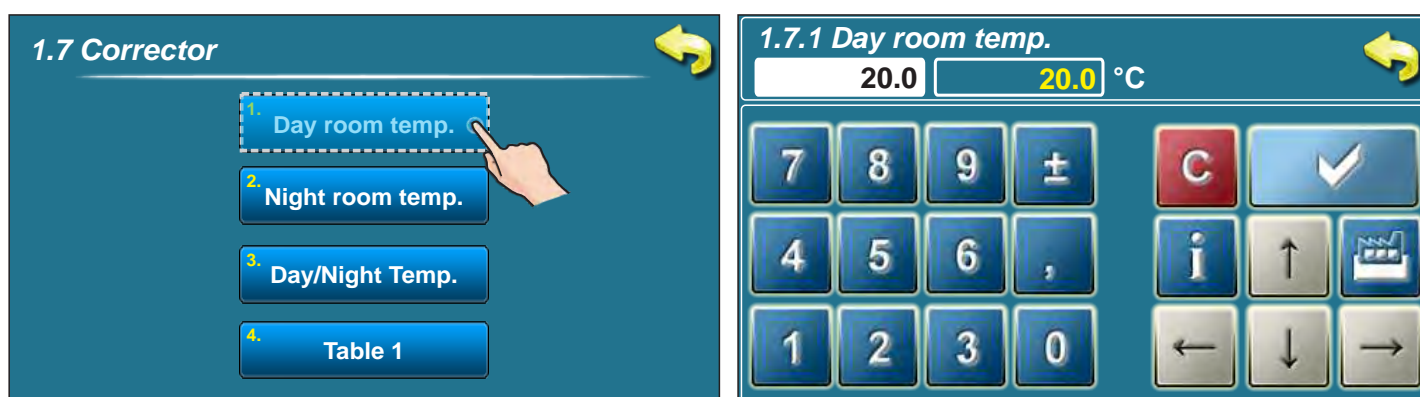 1.7 Corrector
1.
Day room temp.
2.
Night room temp.
3.
Day/Night Temp.
4.
Table 1
1.7.1 Day room temp.
20.0 20.0 °C
7 8 9 ± C
4 5 6 , i ↑
1 2 3 0 ← ↓ →